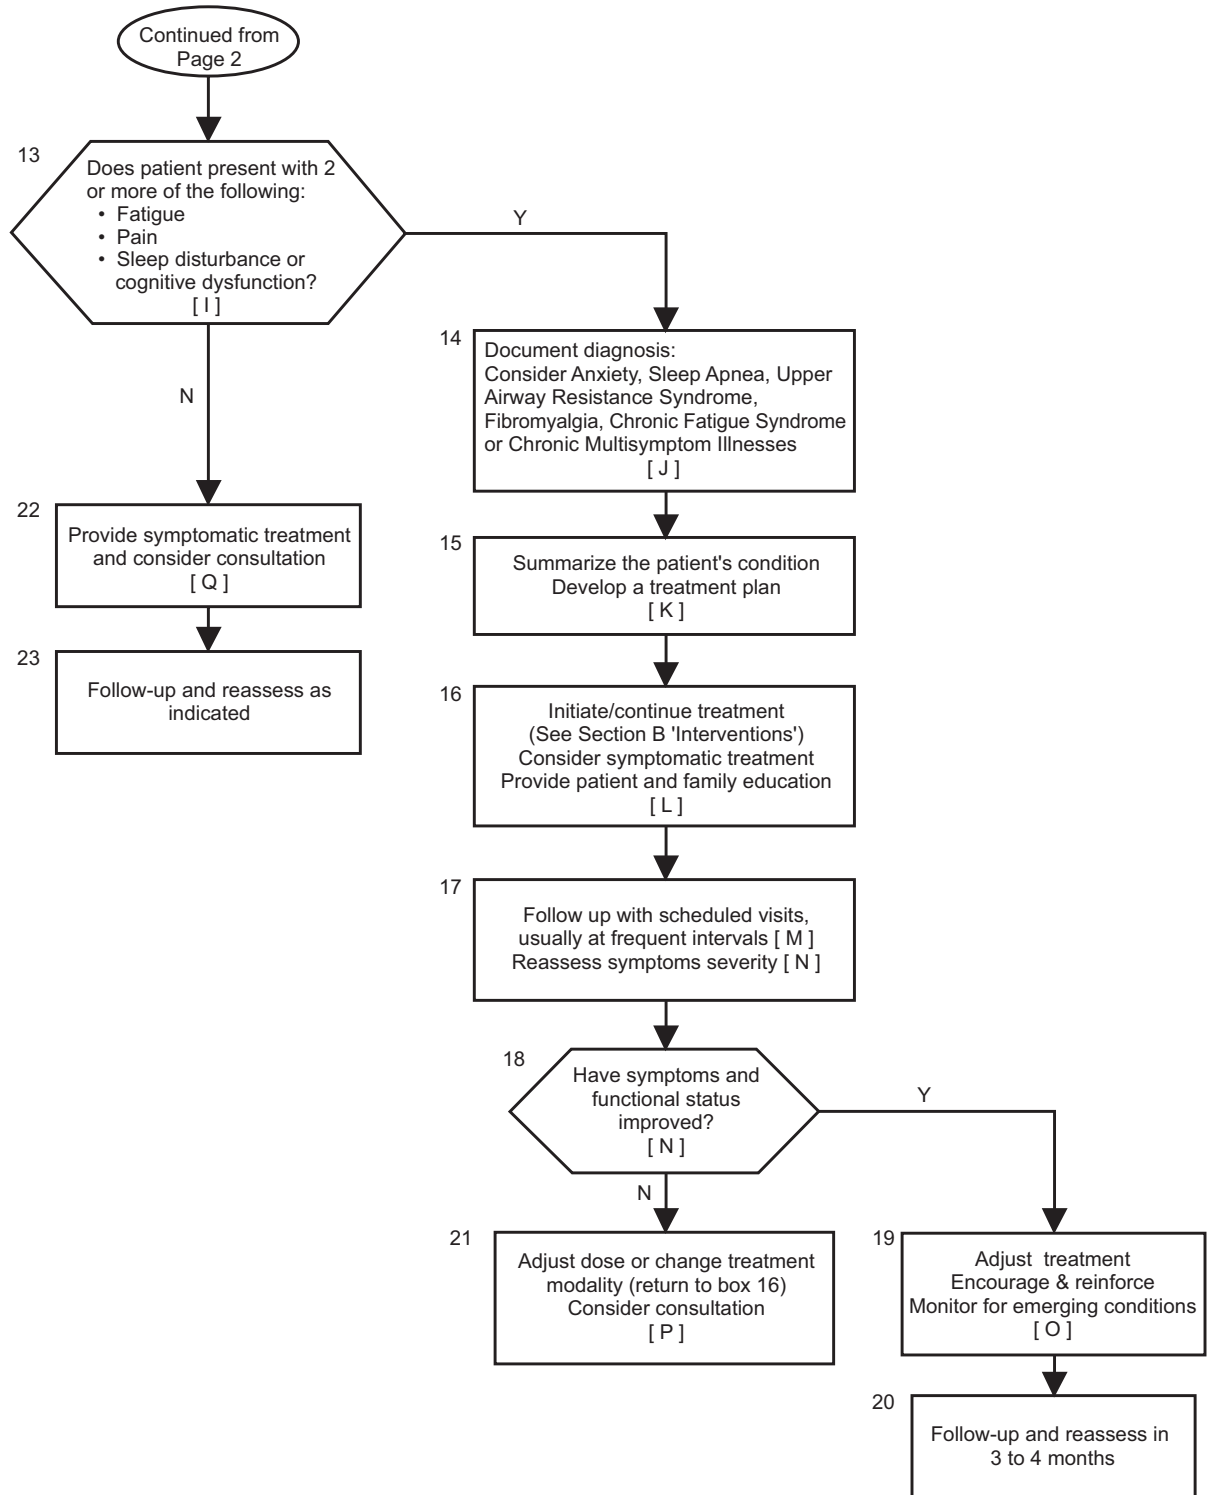 Continued from
Page 2
13
Does patient present with 2
or more of the following:
• Fatigue
• Pain
• Sleep disturbance or
cognitive dysfunction?
[ I ]
Y
N
14
Document diagnosis:
Consider Anxiety, Sleep Apnea, Upper
Airway Resistance Syndrome,
Fibromyalgia, Chronic Fatigue Syndrome
or Chronic Multisymptom Illnesses
[ J ]
22
Provide symptomatic treatment
and consider consultation
[ Q ]
15
Summarize the patient's condition
Develop a treatment plan
[ K ]
23
Follow-up and reassess as
indicated
16
Initiate/continue treatment
(See Section B 'Interventions')
Consider symptomatic treatment
Provide patient and family education
[ L ]
17
Follow up with scheduled visits,
usually at frequent intervals [ M ]
Reassess symptoms severity [ N ]
18
Have symptoms and
functional status
improved?
[ N ]
Y
N
21
Adjust dose or change treatment
modality (return to box 16)
Consider consultation
[ P ]
19
Adjust treatment
Encourage & reinforce
Monitor for emerging conditions
[ O ]
20
Follow-up and reassess in
3 to 4 months